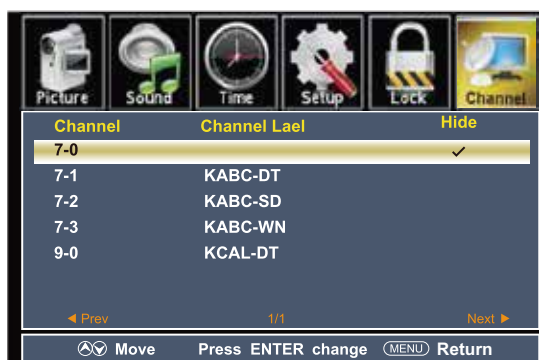 Picture Sound Time Setup Lock Channel
Channel Channel Lael Hide
7-0
7-1 KABC-DT
7-2 KABC-SD
7-3 KABC-WN
9-0 KCAL-DT
◀ Prev 1/1 Next ▶
Move Press ENTER change MENU Return